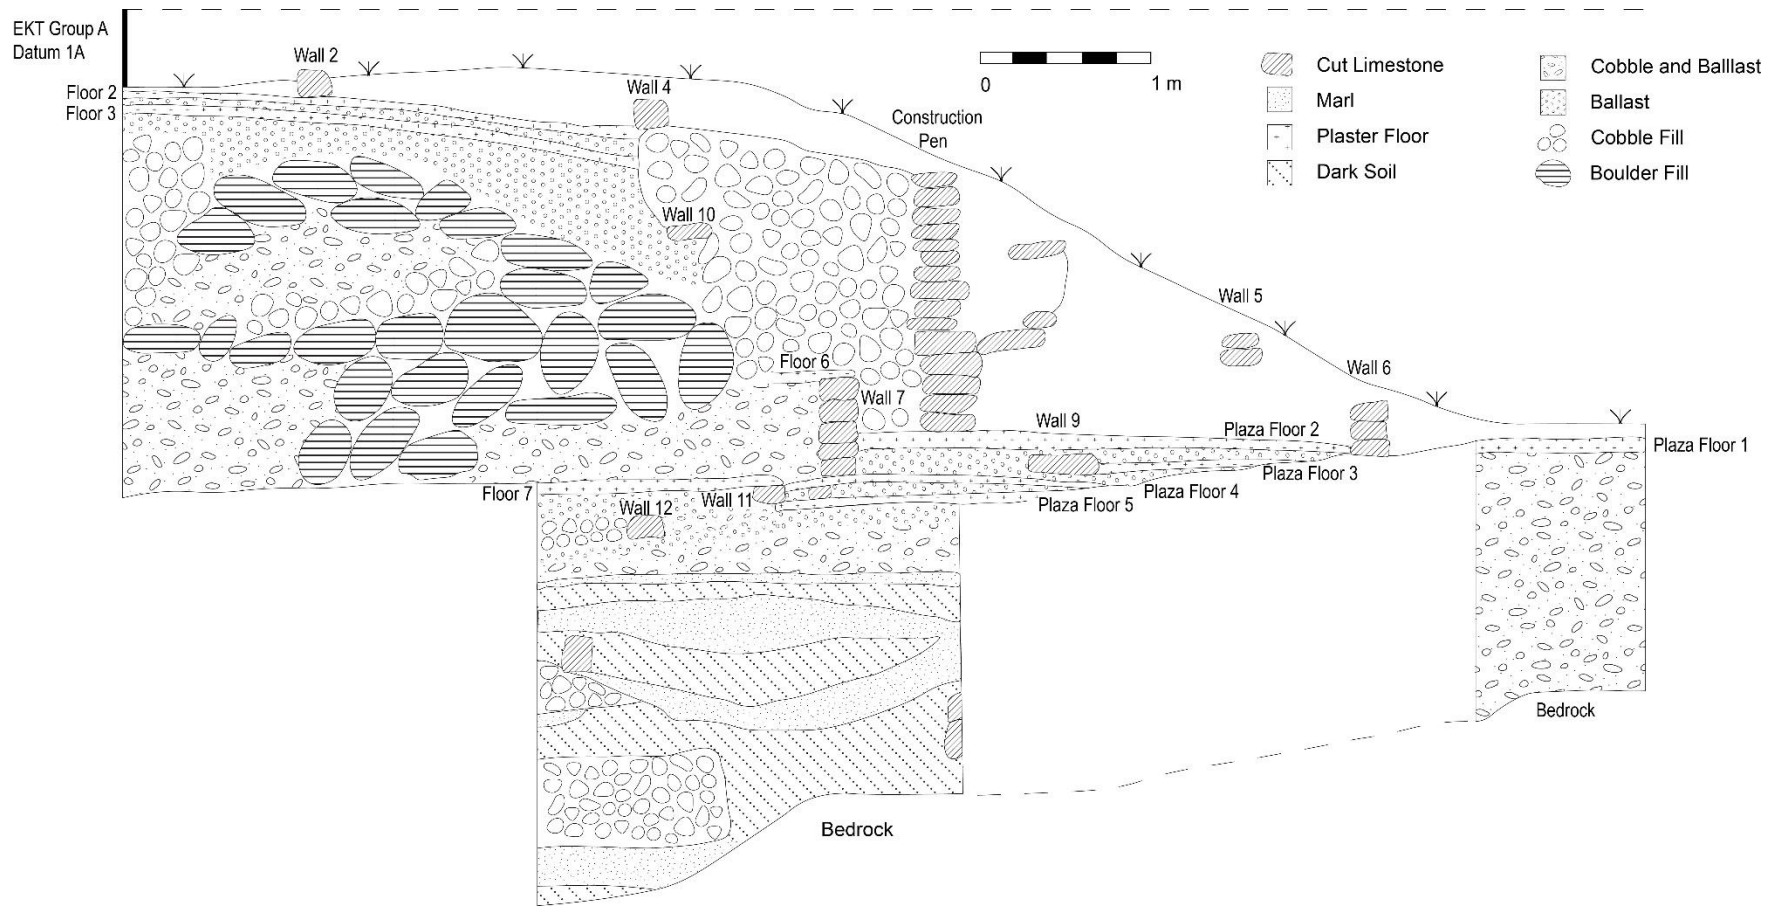 EKT Group A
Datum 1A
Wall 2
Floor 2
Floor 3
Wall 4
Construction
Pen
0
1 m
Cut Limestone
Marl
Plaster Floor
Dark Soil
Cobble and Balllast
Ballast
Cobble Fill
Boulder Fill
Wall 10
Wall 5
Floor 6
Wall 6
Wall 7
Wall 9
Plaza Floor 2
Plaza Floor 1
Plaza Floor 3
Floor 7
Wall 11
Plaza Floor 4
Plaza Floor 5
Wall 12
Bedrock
Bedrock